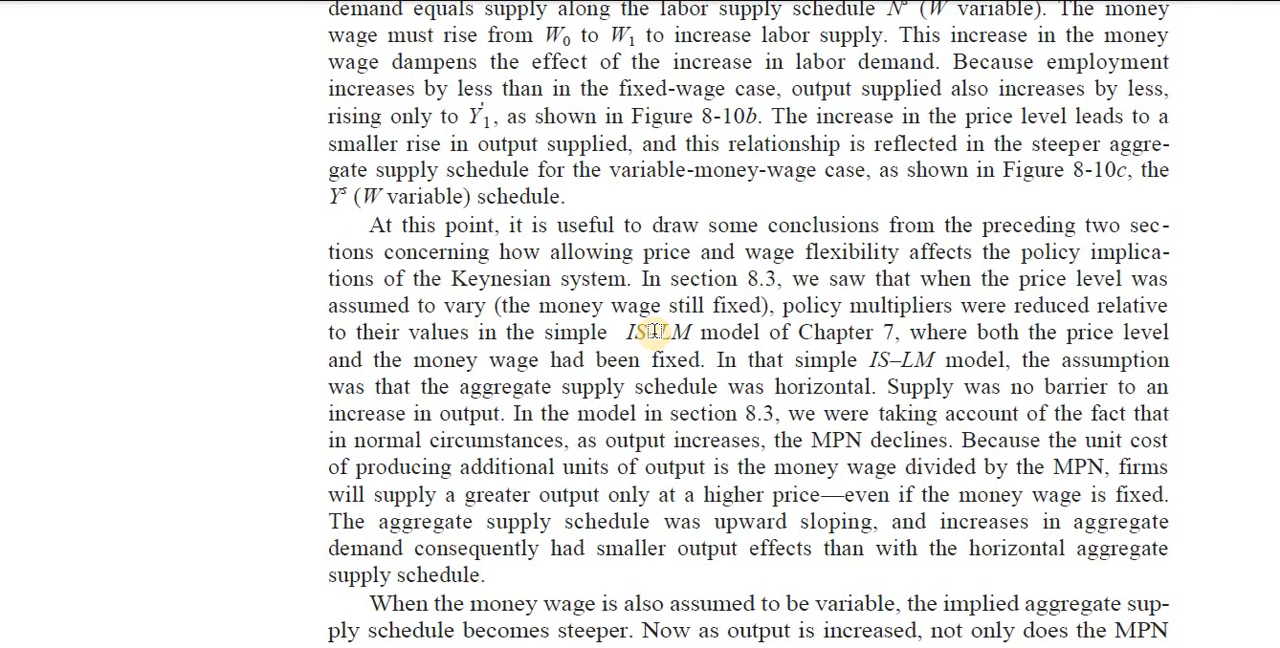 demand equals supply along the labor supply schedule Nˢ (W variable). The money
wage must rise from W₀ to W₁ to increase labor supply. This increase in the money
wage dampens the effect of the increase in labor demand. Because employment
increases by less than in the fixed-wage case, output supplied also increases by less,
rising only to Y₁′, as shown in Figure 8-10b. The increase in the price level leads to a
smaller rise in output supplied, and this relationship is reflected in the steeper aggre-
gate supply schedule for the variable-money-wage case, as shown in Figure 8-10c, the
Yˢ (W variable) schedule.
At this point, it is useful to draw some conclusions from the preceding two sec-
tions concerning how allowing price and wage flexibility affects the policy implica-
tions of the Keynesian system. In section 8.3, we saw that when the price level was
assumed to vary (the money wage still fixed), policy multipliers were reduced relative
to their values in the simple IS–LM model of Chapter 7, where both the price level
and the money wage had been fixed. In that simple IS–LM model, the assumption
was that the aggregate supply schedule was horizontal. Supply was no barrier to an
increase in output. In the model in section 8.3, we were taking account of the fact that
in normal circumstances, as output increases, the MPN declines. Because the unit cost
of producing additional units of output is the money wage divided by the MPN, firms
will supply a greater output only at a higher price—even if the money wage is fixed.
The aggregate supply schedule was upward sloping, and increases in aggregate
demand consequently had smaller output effects than with the horizontal aggregate
supply schedule.
When the money wage is also assumed to be variable, the implied aggregate sup-
ply schedule becomes steeper. Now as output is increased, not only does the MPN